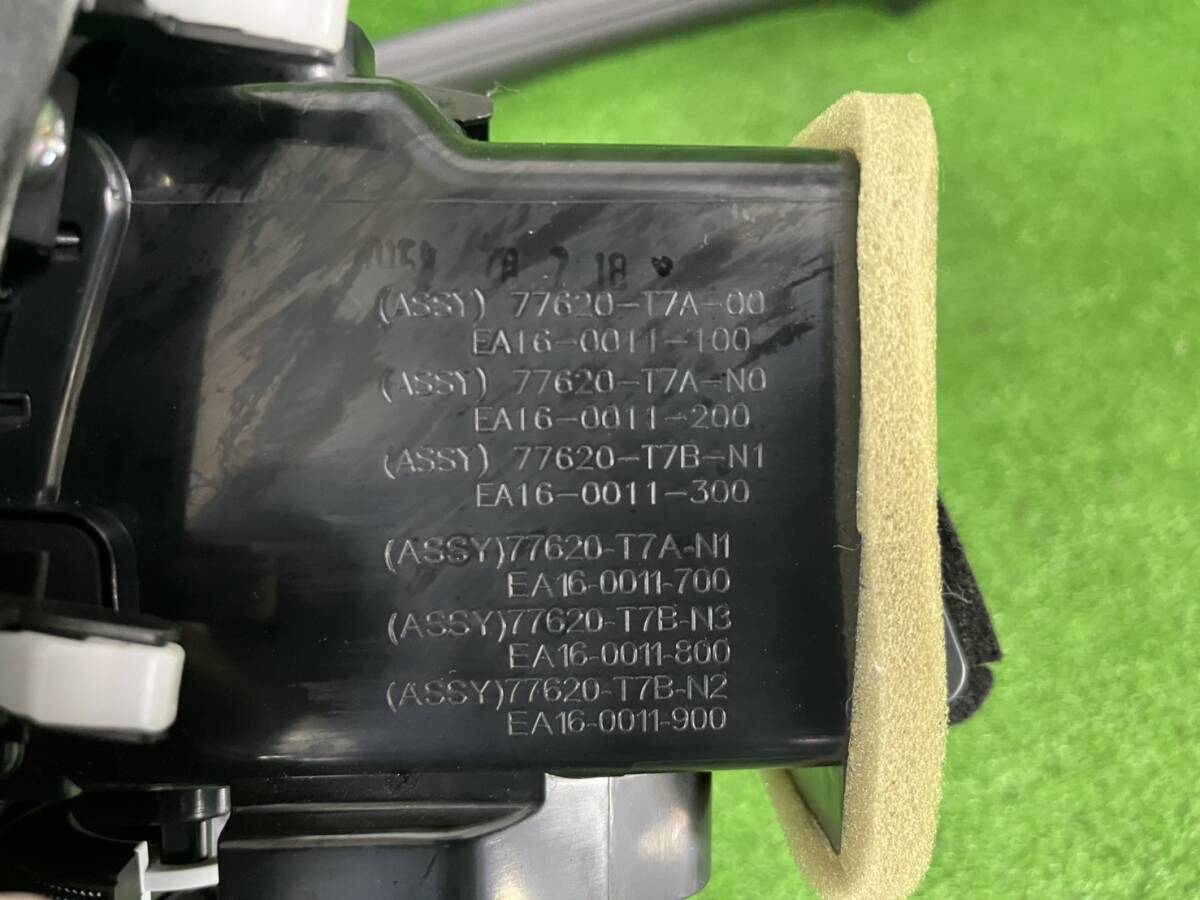 7 18
(ASSY) 77620-T7A-00
EA16-0011-100
(ASSY) 77620-T7A-N0
EA16-0011-200
(ASSY) 77620-T7B-N1
EA16-0011-300
(ASSY)77620-T7A-N1
EA16-0011-700
(ASSY)77620-T7B-N3
EA16-0011-800
(ASSY)77620-T7B-N2
EA16-0011-900